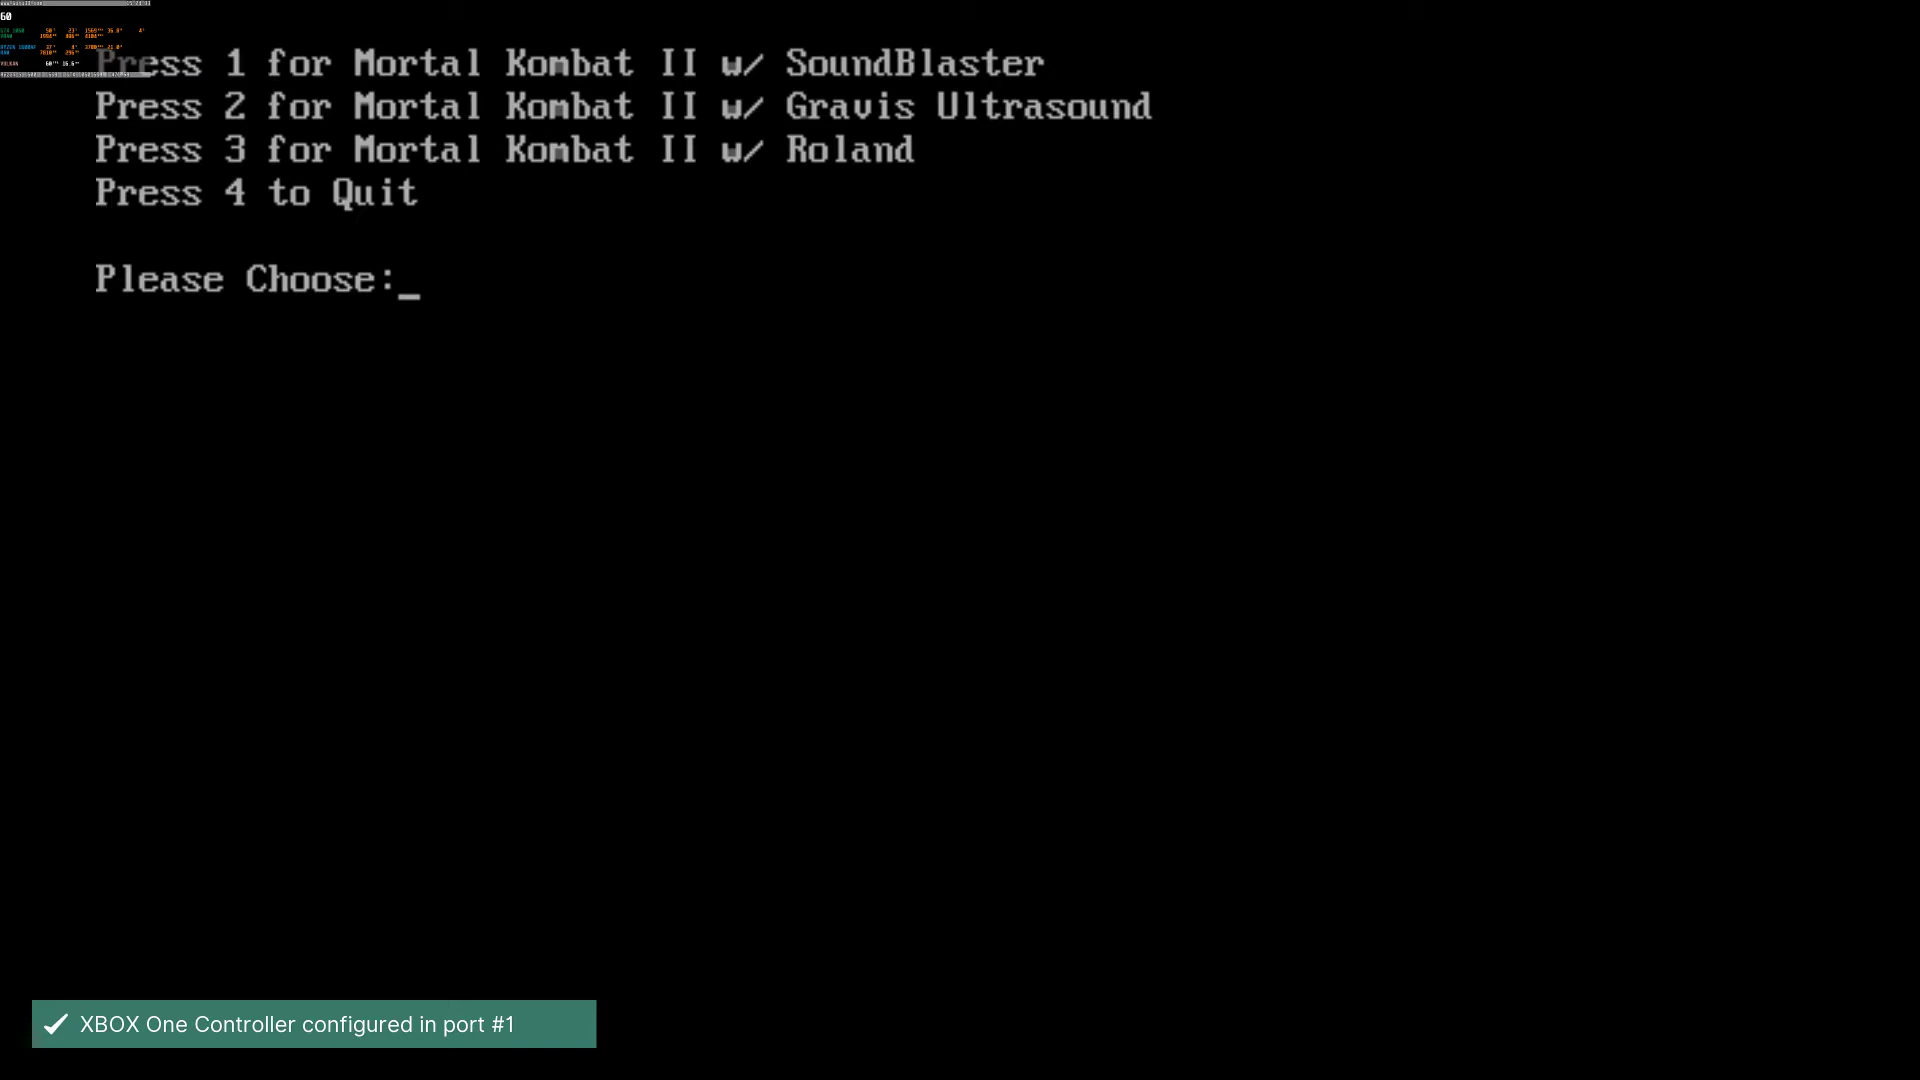 60
Press 1 for Mortal Kombat II w/ SoundBlaster
Press 2 for Mortal Kombat II w/ Gravis Ultrasound
Press 3 for Mortal Kombat II w/ Roland
Press 4 to Quit
Please Choose:_
XBOX One Controller configured in port #1